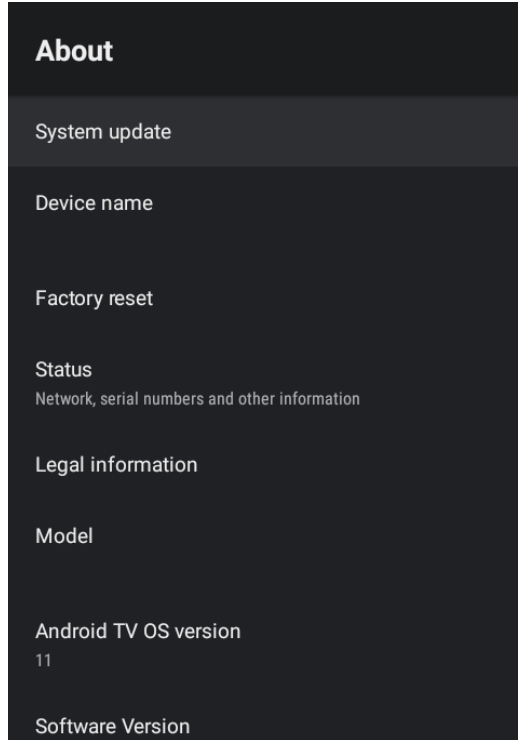 About
System update
Device name
Factory reset
Status
Network, serial numbers and other information
Legal information
Model
Android TV OS version
11
Software Version